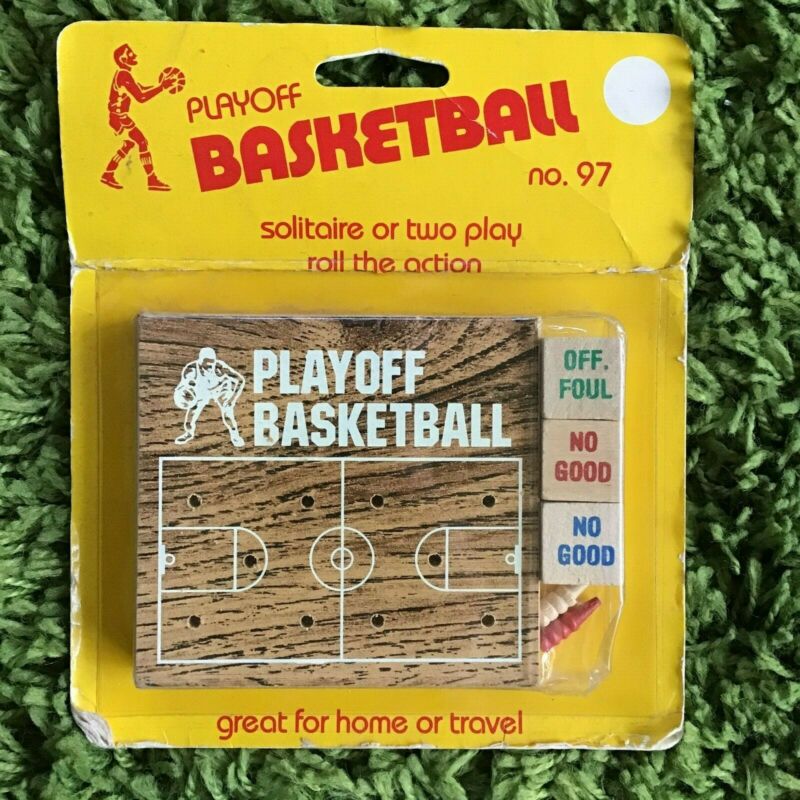 PLAYOFF
BASKETBALL
no. 97
solitaire or two play
roll the action
PLAYOFF
BASKETBALL
OFF.
FOUL
NO
GOOD
NO
GOOD
great for home or travel